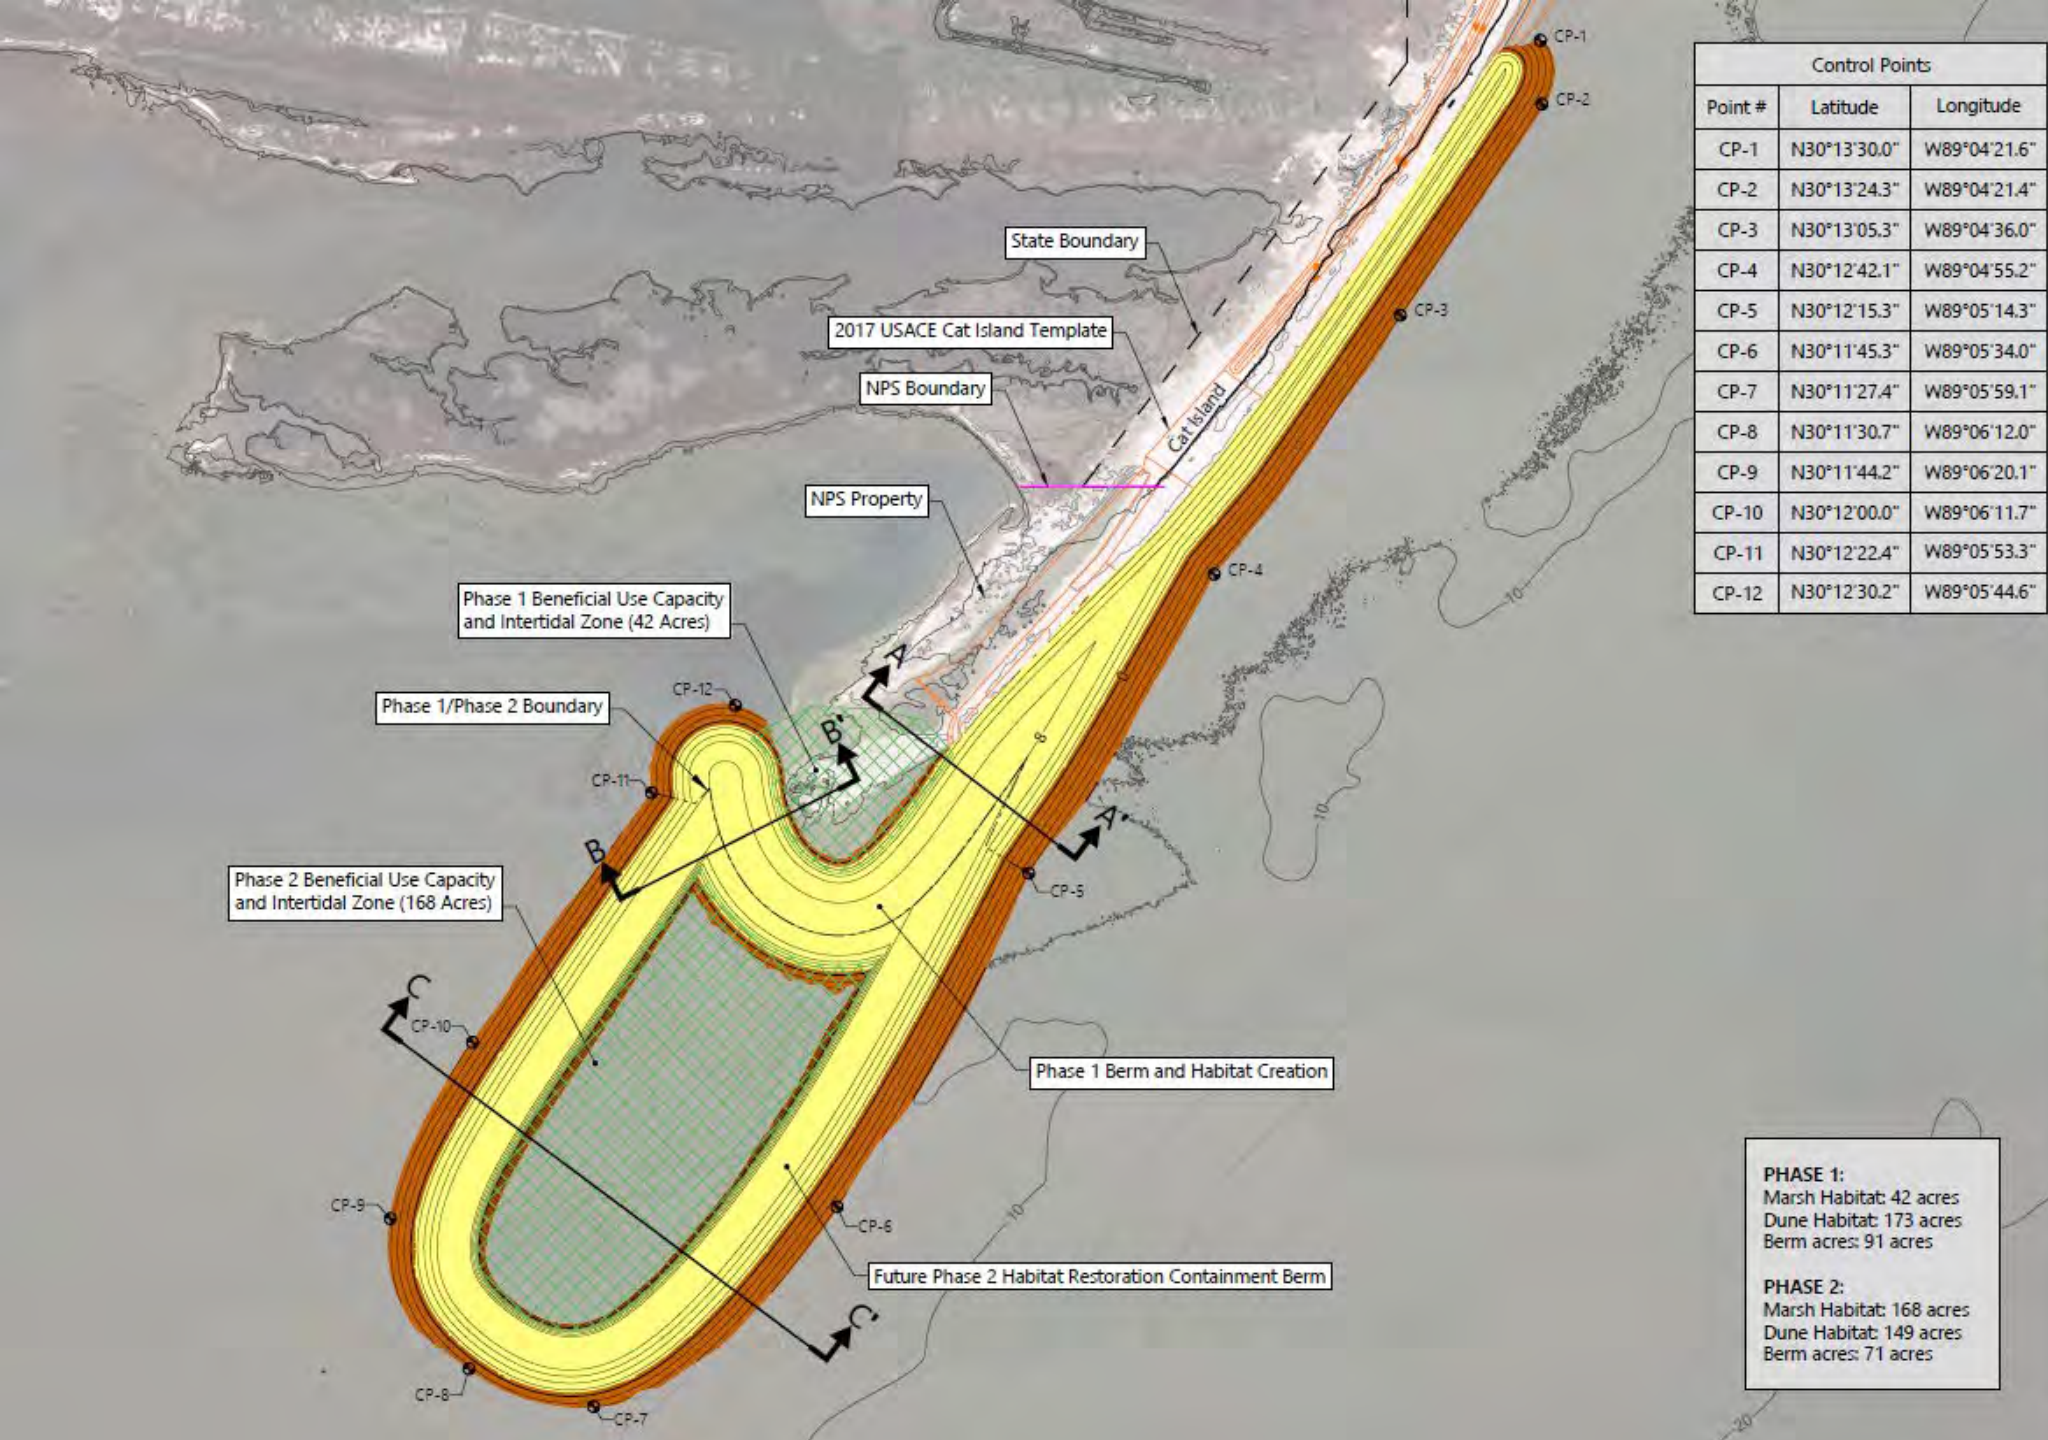 CP-1
CP-2
CP-3
CP-4
CP-5
CP-6
CP-7
CP-8
CP-9
CP-10
CP-11
CP-12
State Boundary
2017 USACE Cat Island Template
NPS Boundary
Cat Island
NPS Property
Phase 1 Beneficial Use Capacity
and Intertidal Zone (42 Acres)
Phase 1/Phase 2 Boundary
Phase 2 Beneficial Use Capacity
and Intertidal Zone (168 Acres)
Phase 1 Berm and Habitat Creation
Future Phase 2 Habitat Restoration Containment Berm
A
A'
B
B'
C
C'
0
8
-10
10
-10
-20
Control Points
Point # Latitude Longitude
CP-1 N30°13'30.0" W89°04'21.6"
CP-2 N30°13'24.3" W89°04'21.4"
CP-3 N30°13'05.3" W89°04'36.0"
CP-4 N30°12'42.1" W89°04'55.2"
CP-5 N30°12'15.3" W89°05'14.3"
CP-6 N30°11'45.3" W89°05'34.0"
CP-7 N30°11'27.4" W89°05'59.1"
CP-8 N30°11'30.7" W89°06'12.0"
CP-9 N30°11'44.2" W89°06'20.1"
CP-10 N30°12'00.0" W89°06'11.7"
CP-11 N30°12'22.4" W89°05'53.3"
CP-12 N30°12'30.2" W89°05'44.6"
PHASE 1:
Marsh Habitat: 42 acres
Dune Habitat: 173 acres
Berm acres: 91 acres
PHASE 2:
Marsh Habitat: 168 acres
Dune Habitat: 149 acres
Berm acres: 71 acres